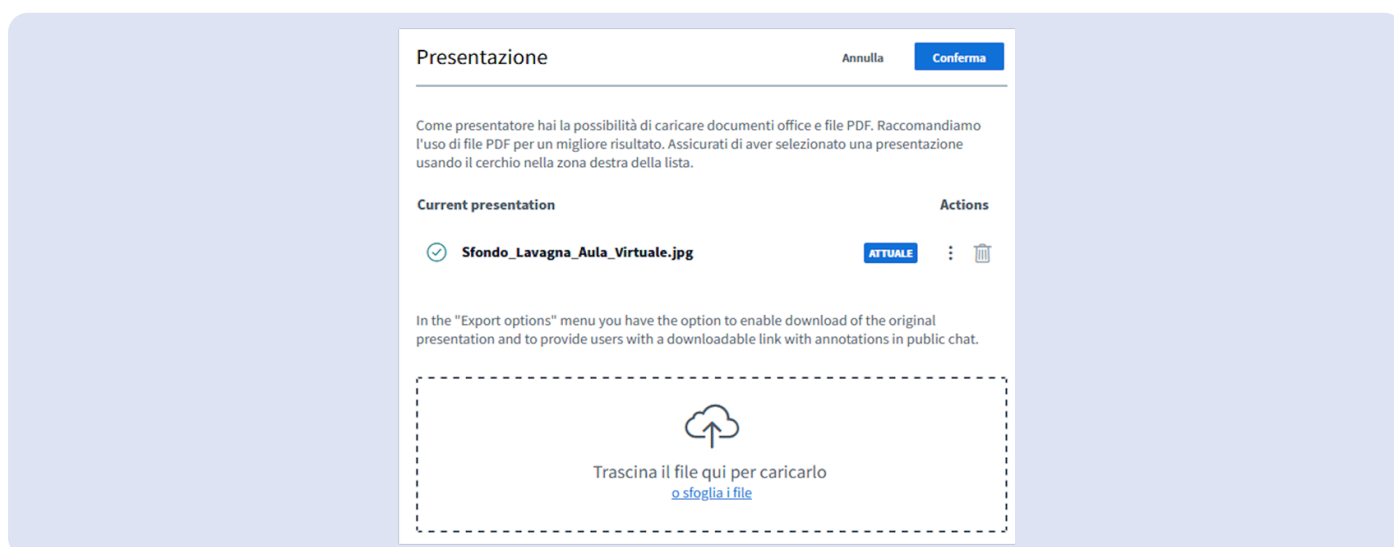 Presentazione Annulla Conferma
Come presentatore hai la possibilità di caricare documenti office e file PDF. Raccomandiamo
l'uso di file PDF per un migliore risultato. Assicurati di aver selezionato una presentazione
usando il cerchio nella zona destra della lista.
Current presentation Actions
Sfondo_Lavagna_Aula_Virtuale.jpg ATTUALE
In the "Export options" menu you have the option to enable download of the original
presentation and to provide users with a downloadable link with annotations in public chat.
Trascina il file qui per caricarlo
o sfoglia i file